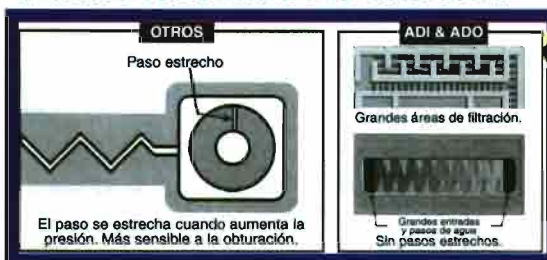 OTROS
Paso estrecho
El paso se estrecha cuando aumenta la
presión. Más sensible a la obturación.
ADI & ADO
Grandes áreas de filtración.
Grandes entradas
y pasos de agua
Sin pasos estrechos.